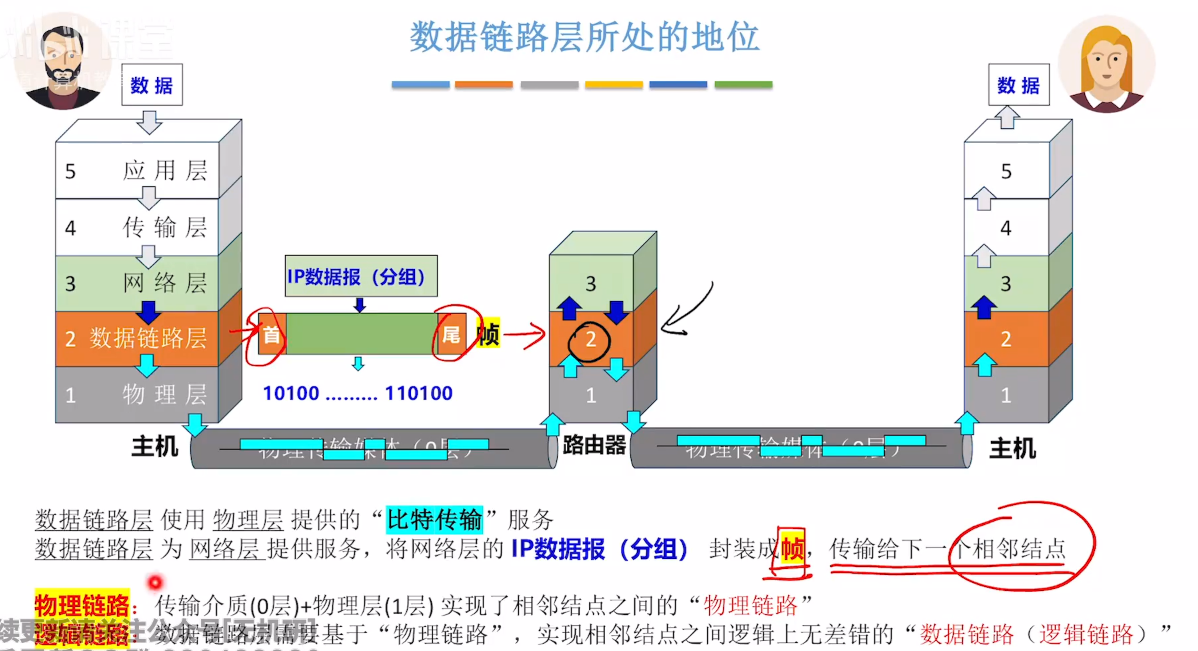 数据链路层所处的地位
数据
数据
5 应用层
4 传输层
3 网络层
2 数据链路层
1 物理层
IP数据报（分组）
首
尾
帧
10100 ……… 110100
3
2
1
5
4
3
2
1
物理传输媒体（0层）
物理传输媒体（0层）
主机
路由器
主机
数据链路层 使用 物理层 提供的“比特传输”服务
数据链路层 为 网络层 提供服务，将网络层的 IP数据报（分组） 封装成帧，传输给下一个相邻结点
物理链路：传输介质(0层)+物理层(1层) 实现了相邻结点之间的“物理链路”
逻辑链路：数据链路层需要基于“物理链路”，实现相邻结点之间逻辑上无差错的“数据链路（逻辑链路）”